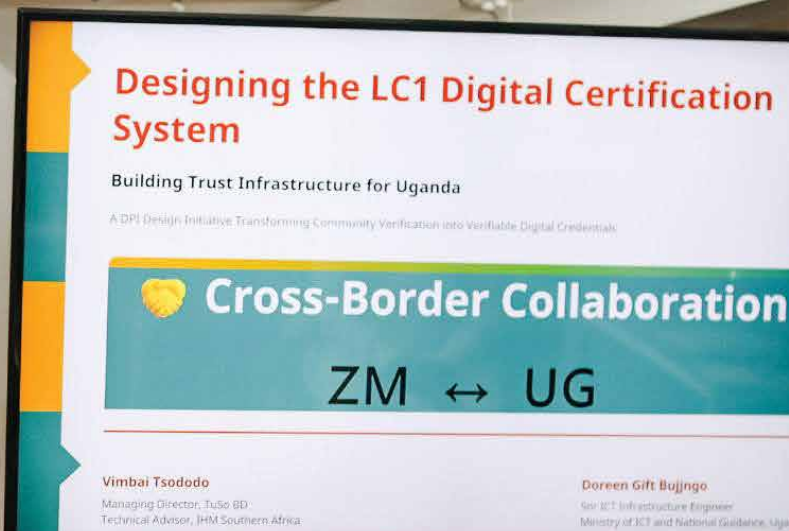 Designing the LC1 Digital Certification
System
Building Trust Infrastructure for Uganda
A DPI Design Initiative Transforming Community Verification into Verifiable Digital Credentials
Cross-Border Collaboration
ZM ↔ UG
Vimbai Tsododo
Doreen Gift Bujjngo
Managing Director, TuSo BD
Snr ICT Infrastructure Engineer
Technical Advisor, IHM Southern Africa
Ministry of ICT and National Guidance,